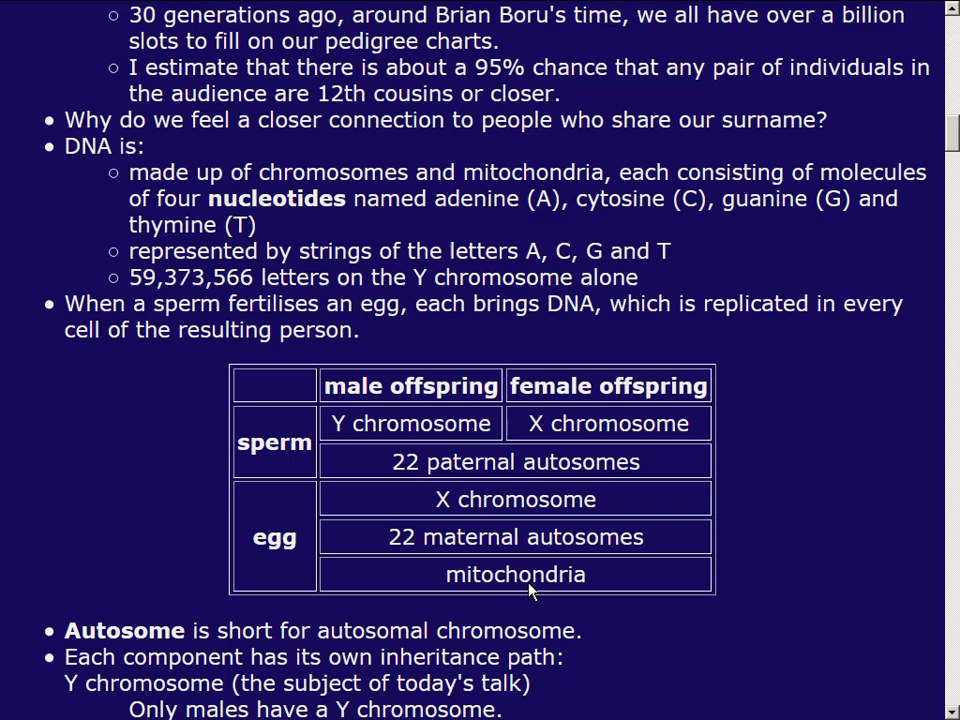 ◦ 30 generations ago, around Brian Boru's time, we all have over a billion
slots to fill on our pedigree charts.
◦ I estimate that there is about a 95% chance that any pair of individuals in
the audience are 12th cousins or closer.
• Why do we feel a closer connection to people who share our surname?
• DNA is:
◦ made up of chromosomes and mitochondria, each consisting of molecules
of four nucleotides named adenine (A), cytosine (C), guanine (G) and
thymine (T)
◦ represented by strings of the letters A, C, G and T
◦ 59,373,566 letters on the Y chromosome alone
• When a sperm fertilises an egg, each brings DNA, which is replicated in every
cell of the resulting person.
male offspring female offspring
sperm
Y chromosome X chromosome
22 paternal autosomes
egg
X chromosome
22 maternal autosomes
mitochondria
• Autosome is short for autosomal chromosome.
• Each component has its own inheritance path:
Y chromosome (the subject of today's talk)
Only males have a Y chromosome.